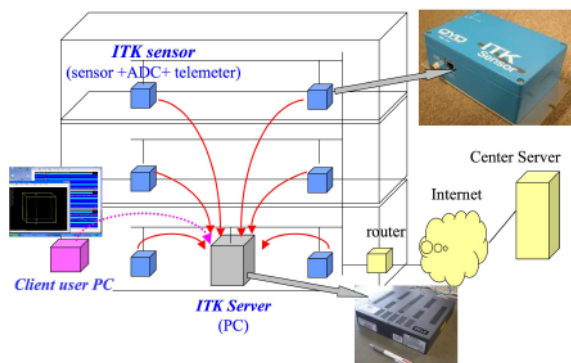 ITK sensor
(sensor +ADC+ telemeter)
ITK
Sensor
Center Server
Internet
router
Client user PC
ITK Server
(PC)